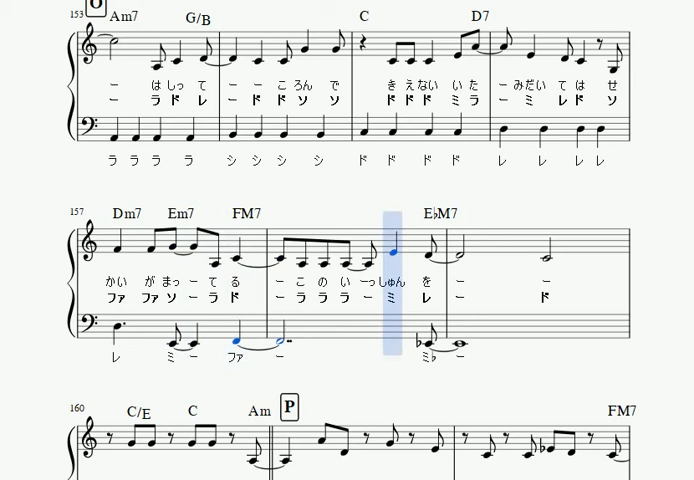 O
153 Am7 G/B C D7
ー はしって ー ー ころんで きえない いた ーみだいてはせ
ー ラドレ ー ドドソソ ドドドミラ ー ミレドソ
ララララ シシシシ ドドドド レレレレ
157 Dm7 Em7 FM7 E♭M7
かいがまっーてる ーこのいーっしゅんを ー ー
ファファソーラド ーラララーミレ ー ド
レ ミ ー ファ ー ミ♭ ー
160 C/E C Am P FM7